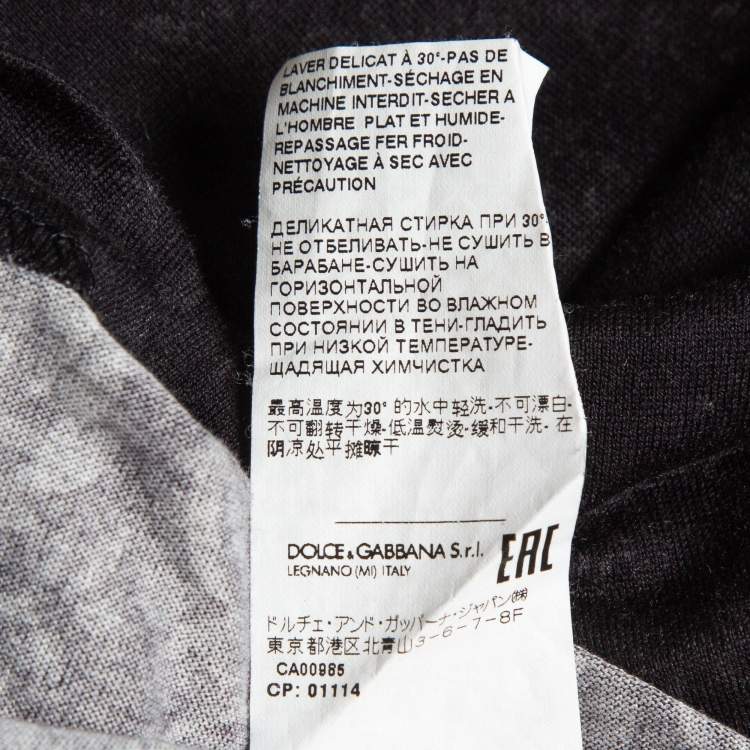 LAVER DELICAT À 30°-PAS DE
BLANCHIMENT-SÉCHAGE EN
MACHINE INTERDIT-SECHER A
L'HOMBRE PLAT ET HUMIDE-
REPASSAGE FER FROID-
NETTOYAGE À SEC AVEC
PRÉCAUTION
ДЕЛИКАТНАЯ СТИРКА ПРИ 30°
НЕ ОТБЕЛИВАТЬ-НЕ СУШИТЬ В
БАРАБАНЕ-СУШИТЬ НА
ГОРИЗОНТАЛЬНОЙ
ПОВЕРХНОСТИ ВО ВЛАЖНОМ
СОСТОЯНИИ В ТЕНИ-ГЛАДИТЬ
ПРИ НИЗКОЙ ТЕМПЕРАТУРЕ-
ЩАДЯЩАЯ ХИМЧИСТКА
最高温度为30° 的水中轻洗-不可漂白-
不可翻转干燥-低温熨烫-缓和干洗- 在
阴凉处平摊晾干
DOLCE & GABBANA S.r.l.
LEGNANO (MI) ITALY
EAC
ドルチェ・アンド・ガッバーナ・ジャパン㈱
東京都港区北青山3-6-7-8F
CA00985
CP: 01114